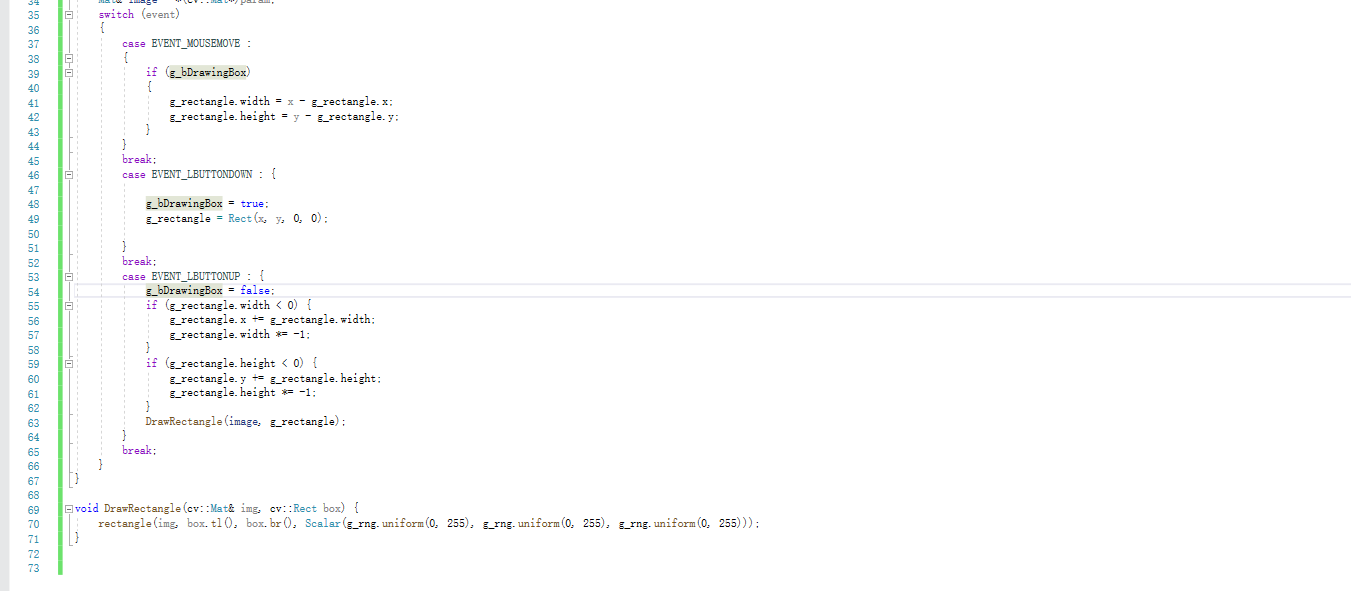 35 switch (event)
36 {
37 case EVENT_MOUSEMOVE :
38 {
39 if (g_bDrawingBox)
40 {
41 g_rectangle.width = x - g_rectangle.x;
42 g_rectangle.height = y - g_rectangle.y;
43 }
44 }
45 break;
46 case EVENT_LBUTTONDOWN : {
47
48 g_bDrawingBox = true;
49 g_rectangle = Rect(x, y, 0, 0);
50
51 }
52 break;
53 case EVENT_LBUTTONUP : {
54 g_bDrawingBox = false;
55 if (g_rectangle.width < 0) {
56 g_rectangle.x += g_rectangle.width;
57 g_rectangle.width *= -1;
58 }
59 if (g_rectangle.height < 0) {
60 g_rectangle.y += g_rectangle.height;
61 g_rectangle.height *= -1;
62 }
63 DrawRectangle(image, g_rectangle);
64 }
65 break;
66 }
67 }
68
69 void DrawRectangle(cv::Mat& img, cv::Rect box) {
70 rectangle(img, box.tl(), box.br(), Scalar(g_rng.uniform(0, 255), g_rng.uniform(0, 255), g_rng.uniform(0, 255)));
71 }
72
73